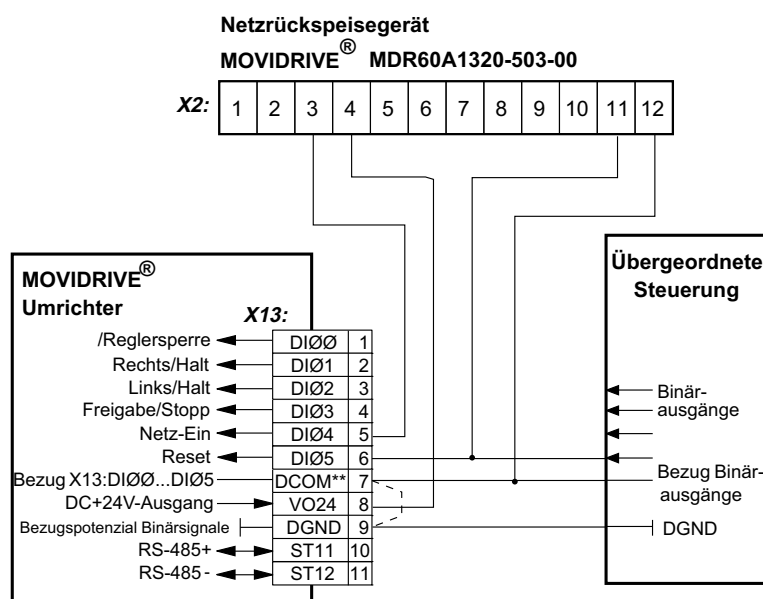 Netzrückspeisegerät
MOVIDRIVE® MDR60A1320-503-00
X2: 1 2 3 4 5 6 7 8 9 10 11 12
MOVIDRIVE®
Umrichter
X13:
/Reglersperre DIØØ 1
Rechts/Halt DIØ1 2
Links/Halt DIØ2 3
Freigabe/Stopp DIØ3 4
Netz-Ein DIØ4 5
Reset DIØ5 6
Bezug X13:DIØØ...DIØ5 DCOM** 7
DC+24V-Ausgang VO24 8
Bezugspotenzial Binärsignale DGND 9
RS-485+ ST11 10
RS-485- ST12 11
Übergeordnete
Steuerung
Binär-
ausgänge
Bezug Binär-
ausgänge
DGND